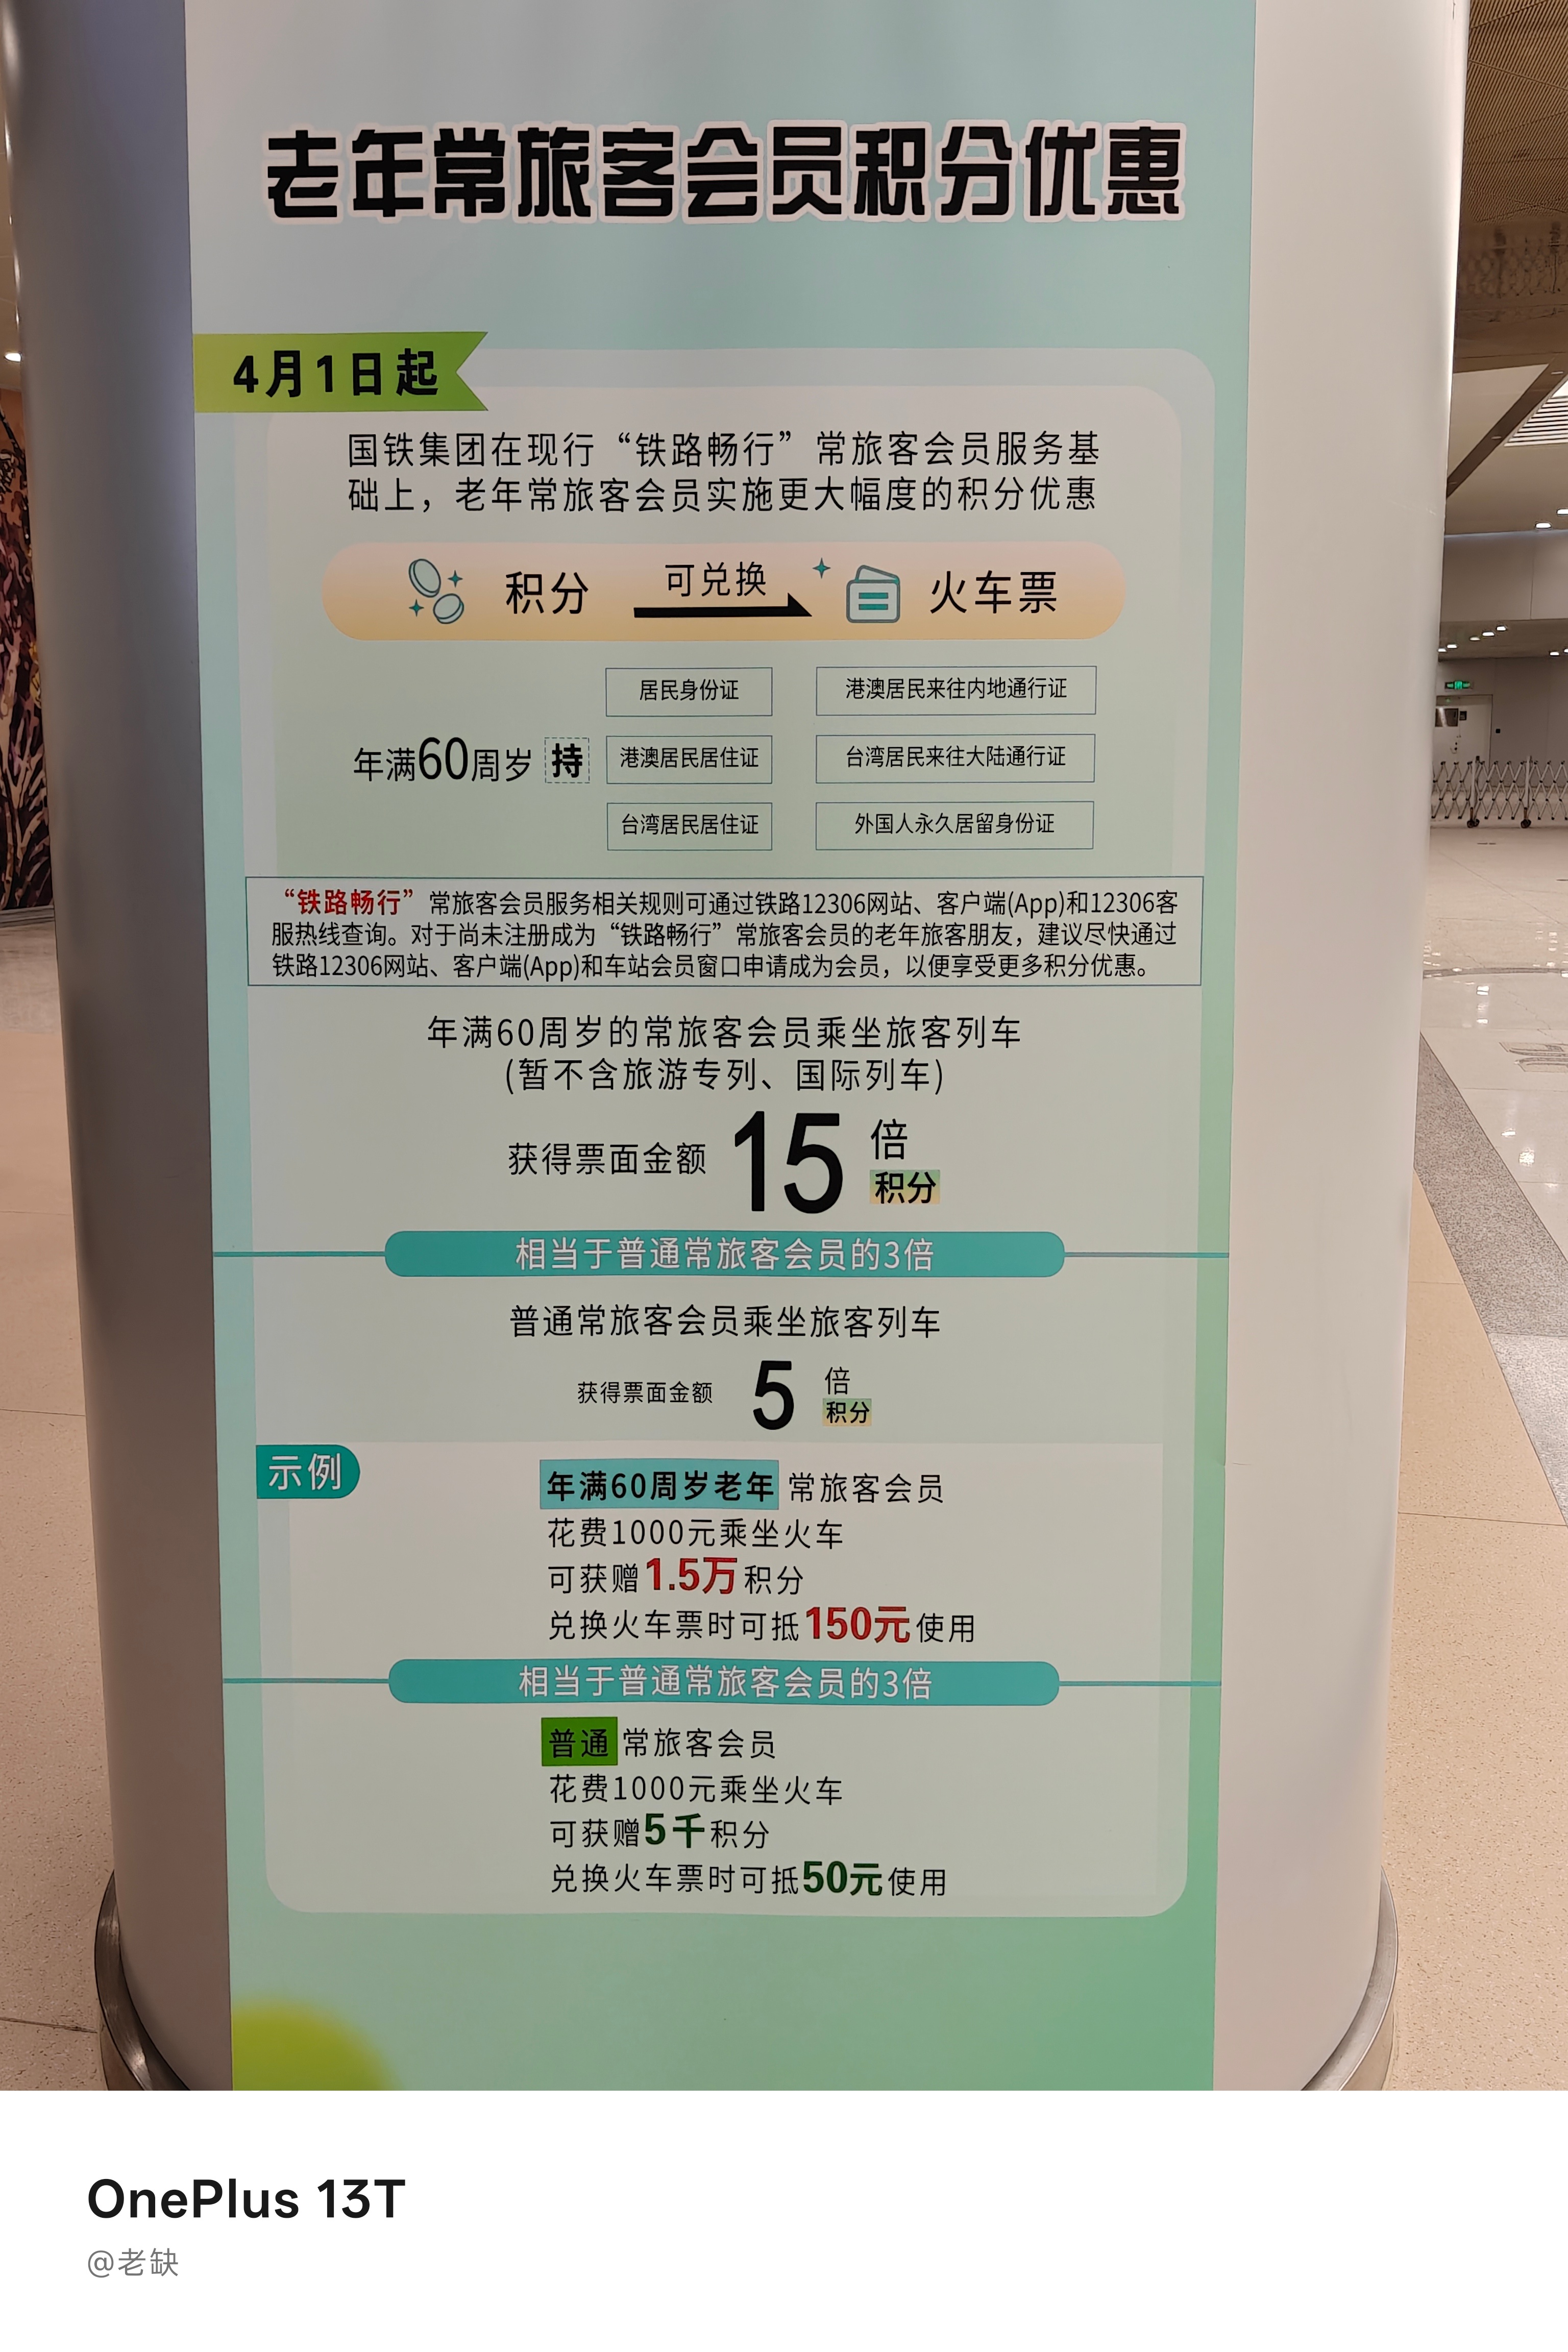 老年常旅客会员积分优惠
4月1日起
国铁集团在现行“铁路畅行”常旅客会员服务基
础上，老年常旅客会员实施更大幅度的积分优惠
积分 可兑换 火车票
年满60周岁 持
居民身份证 港澳居民来往内地通行证
港澳居民居住证 台湾居民来往大陆通行证
台湾居民居住证 外国人永久居留身份证
“铁路畅行”常旅客会员服务相关规则可通过铁路12306网站、客户端(App)和12306客
服热线查询。对于尚未注册成为“铁路畅行”常旅客会员的老年旅客朋友，建议尽快通过
铁路12306网站、客户端(App)和车站会员窗口申请成为会员，以便享受更多积分优惠。
年满60周岁的常旅客会员乘坐旅客列车
(暂不含旅游专列、国际列车)
获得票面金额 15 倍
积分
相当于普通常旅客会员的3倍
普通常旅客会员乘坐旅客列车
获得票面金额 5 倍
积分
示例
年满60周岁老年 常旅客会员
花费1000元乘坐火车
可获赠1.5万积分
兑换火车票时可抵150元使用
相当于普通常旅客会员的3倍
普通 常旅客会员
花费1000元乘坐火车
可获赠5千积分
兑换火车票时可抵50元使用
OnePlus 13T
@老缺